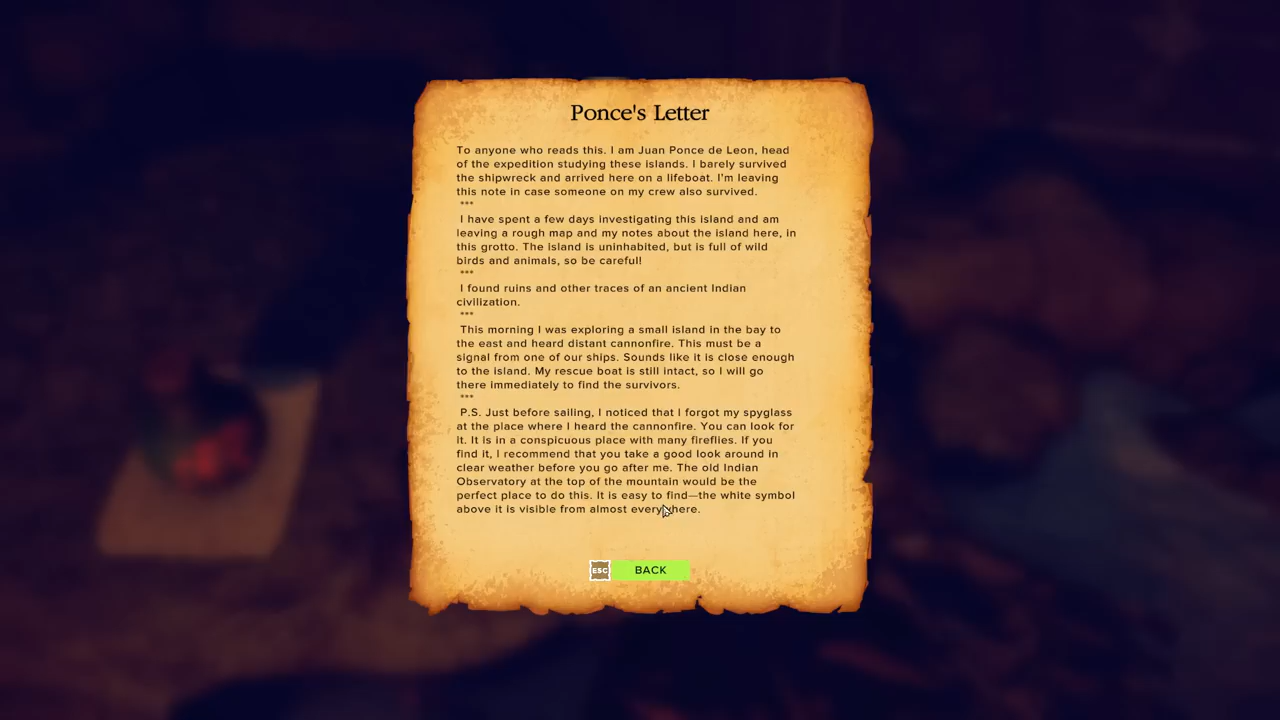 Ponce's Letter
To anyone who reads this. I am Juan Ponce de Leon, head
of the expedition studying these islands. I barely survived
the shipwreck and arrived here on a lifeboat. I'm leaving
this note in case someone on my crew also survived.
***
I have spent a few days investigating this island and am
leaving a rough map and my notes about the island here, in
this grotto. The island is uninhabited, but is full of wild
birds and animals, so be careful!
***
I found ruins and other traces of an ancient Indian
civilization.
***
This morning I was exploring a small island in the bay to
the east and heard distant cannonfire. This must be a
signal from one of our ships. Sounds like it is close enough
to the island. My rescue boat is still intact, so I will go
there immediately to find the survivors.
***
P.S. Just before sailing, I noticed that I forgot my spyglass
at the place where I heard the cannonfire. You can look for
it. It is in a conspicuous place with many fireflies. If you
find it, I recommend that you take a good look around in
clear weather before you go after me. The old Indian
Observatory at the top of the mountain would be the
perfect place to do this. It is easy to find—the white symbol
above it is visible from almost everywhere.
ESC BACK